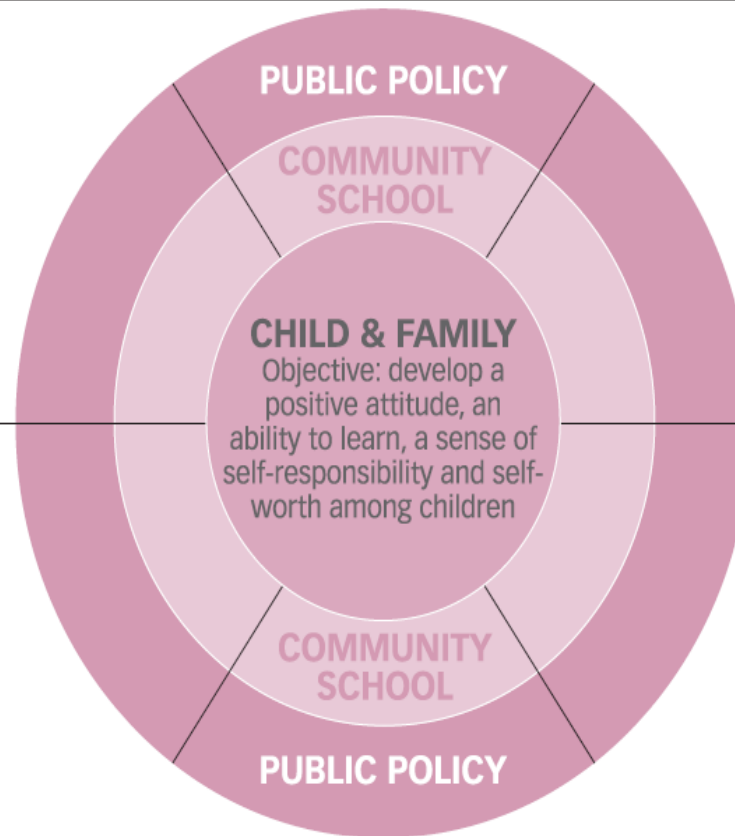 PUBLIC POLICY
COMMUNITY
SCHOOL
CHILD & FAMILY
Objective: develop a
positive attitude, an
ability to learn, a sense of
self-responsibility and self-
worth among children
COMMUNITY
SCHOOL
PUBLIC POLICY